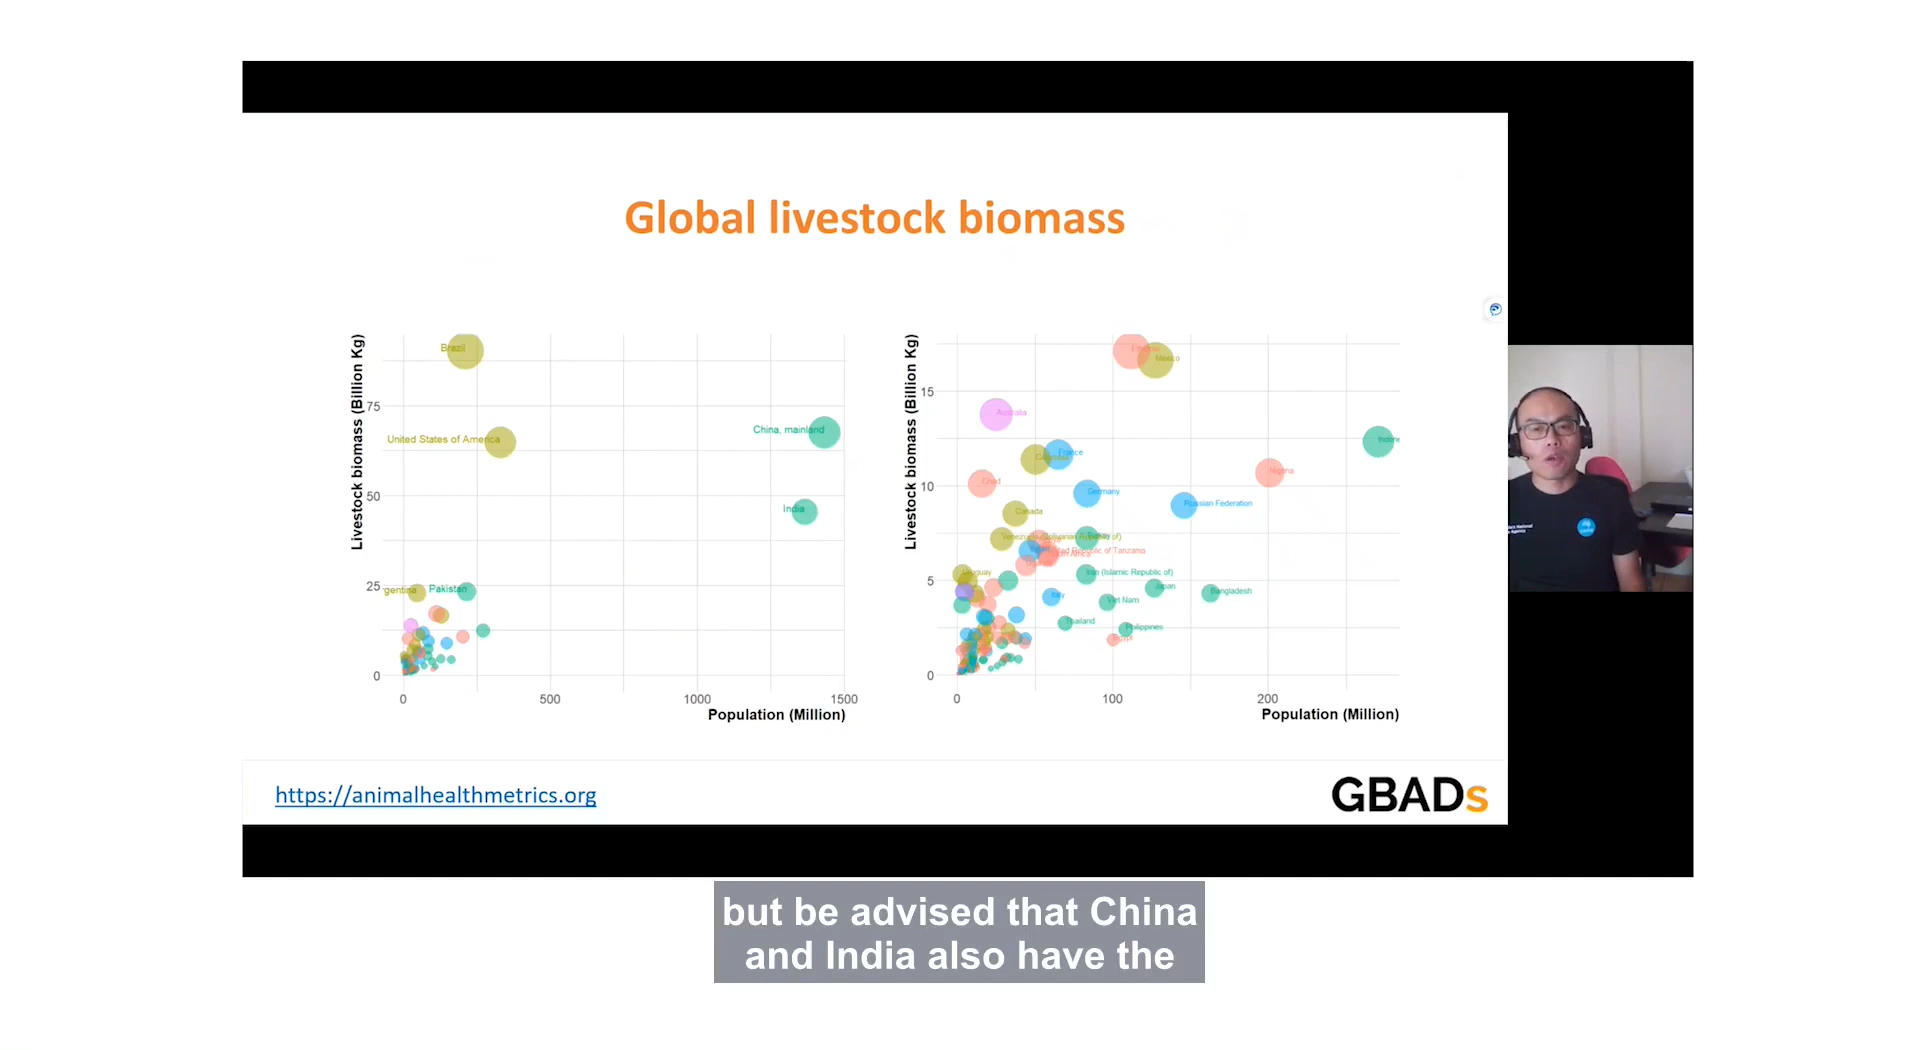 Global livestock biomass
Livestock biomass (Billion Kg)
75
50
25
0
Brazil
United States of America
China, mainland
India
gentina
Pakistan
0
500
1000
1500
Population (Million)
Livestock biomass (Billion Kg)
15
10
5
0
Mexico
Australia
France
Indone
Nigeria
Chad
Germany
Russian Federation
Canada
Venezuela (Bolivarian Republic of)
United Republic of Tanzania
Uruguay
Iran (Islamic Republic of)
Japan
Bangladesh
Italy
Viet Nam
Thailand
Philippines
Egypt
0
100
200
Population (Million)
https://animalhealthmetrics.org
GBADs
but be advised that China
and India also have the